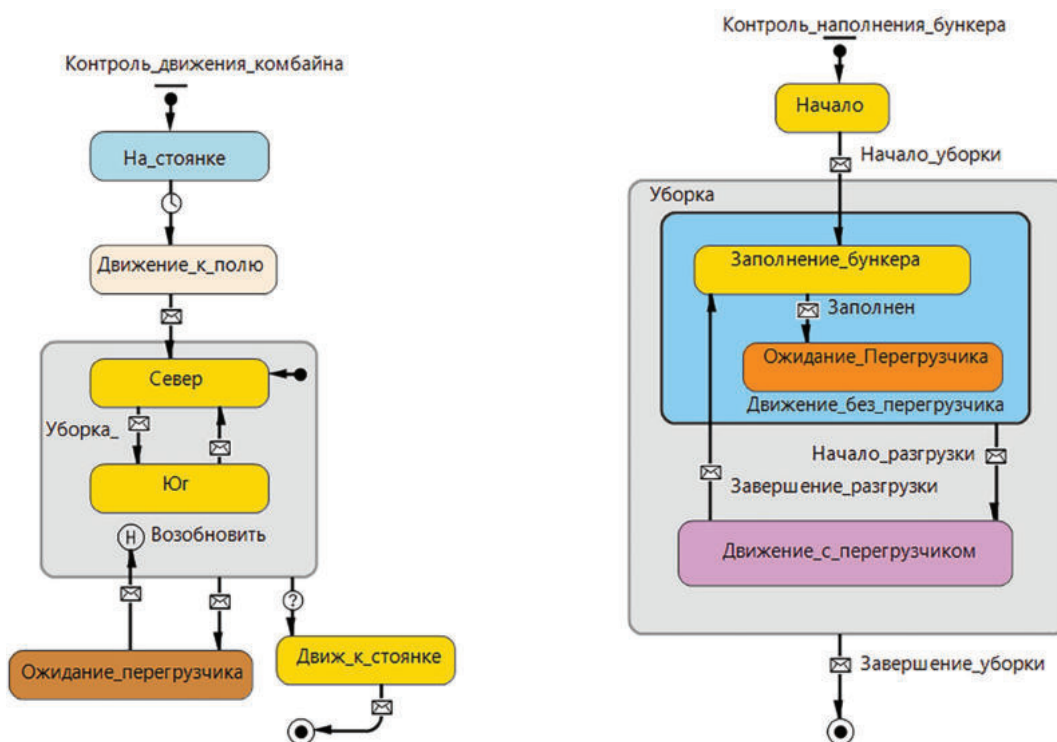 Контроль_движения_комбайна
На_стоянке
Движение_к_полю
Север
Уборка_
Юг
H
Возобновить
Ожидание_перегрузчика
?
Движ_к_стоянке
Контроль_наполнения_бункера
Начало
Начало_уборки
Уборка
Заполнение_бункера
Заполнен
Ожидание_Перегрузчика
Движение_без_перегрузчика
Начало_разгрузки
Завершение_разгрузки
Движение_с_перегрузчиком
Завершение_уборки